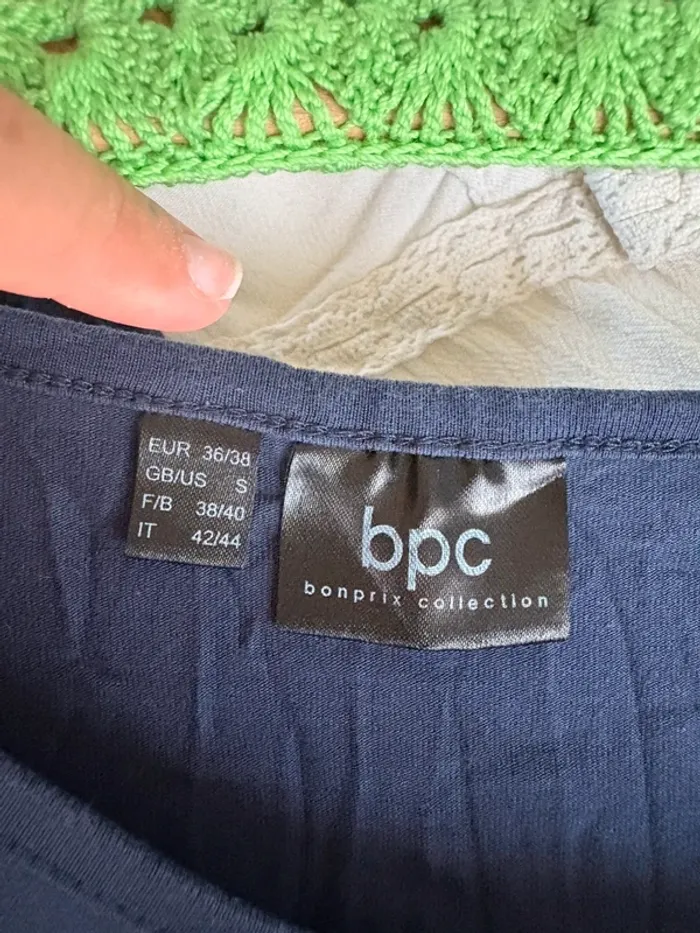 EUR 36/38
GB/US S
F/B 38/40
IT 42/44
bpc
bonprix collection